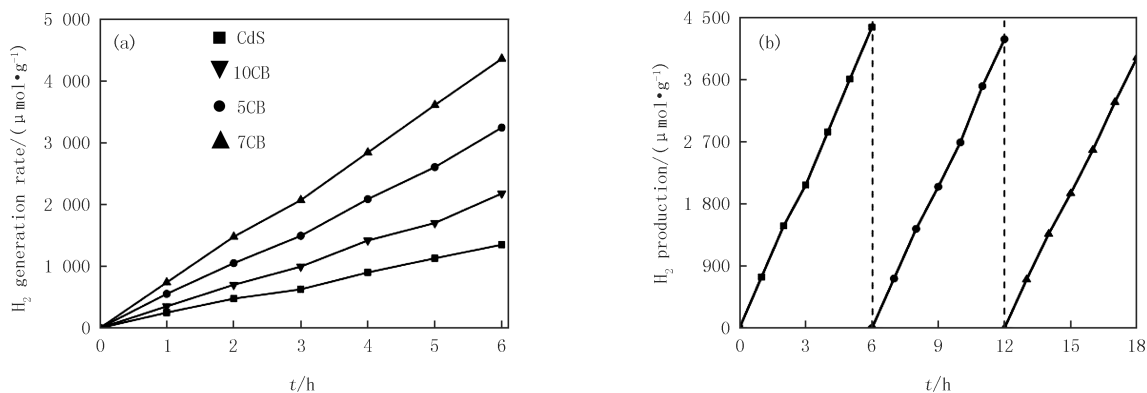 (a)
CdS
10CB
5CB
7CB
5 000
4 000
3 000
2 000
1 000
0
H₂ generation rate/(μmol•g⁻¹)
0 1 2 3 4 5 6
t/h
(b)
4 500
3 600
2 700
1 800
900
0
H₂ production/(μmol•g⁻¹)
0 3 6 9 12 15 18
t/h